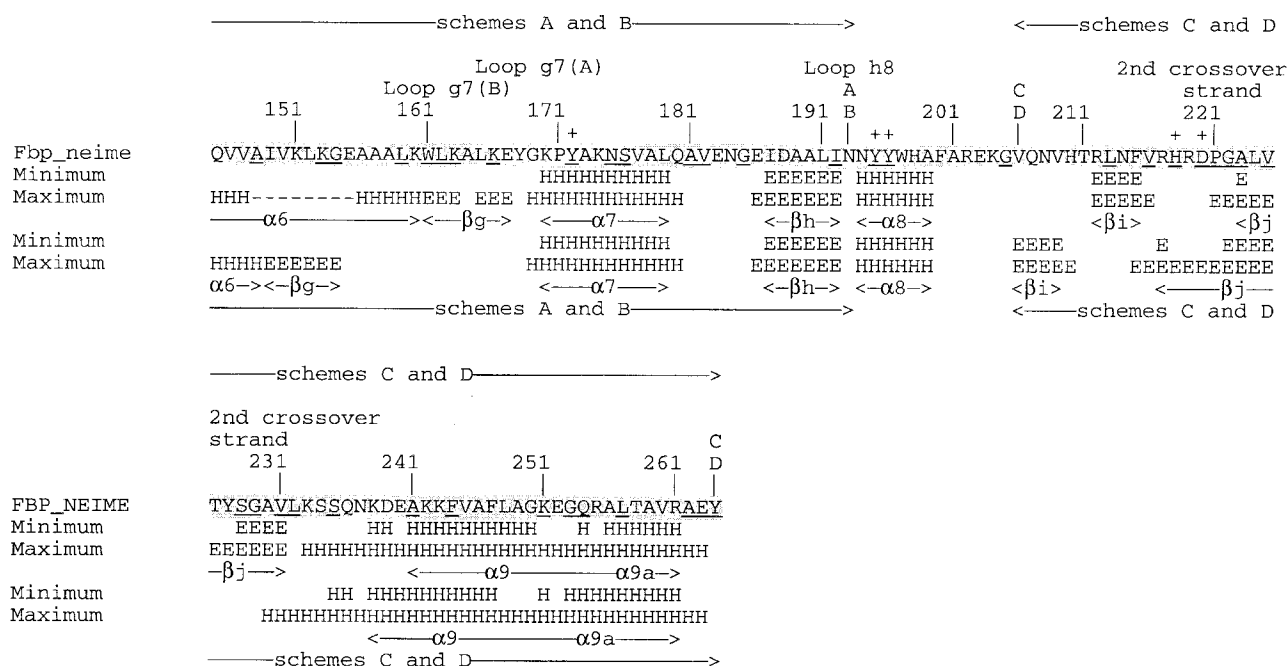 schemes A and B schemes C and D
Loop g7(A) Loop h8 2nd crossover
Loop g7(B) A C strand
151 161 171 181 191 B 201 D 211 221
+ ++ + +
Fbp_neime QVVAIVKLKGEAAALKWLKALKEYGKPYAKNSVALQAVENGEIDAALINNYYWHAFAREKGVQNVHTRLNFVRHRDPGALV
Minimum HHHHHHHHHH EEEEEE HHHHHH EEEE E
Maximum HHH--------HHHHHEEE EEE HHHHHHHHHHHH EEEEEEE HHHHHH EEEEE EEEEE
α6 ><-βg-> <-α7-> <-βh-> <-α8-> <βi> <βj
Minimum HHHHHHHHHH EEEEEE HHHHHH EEEE E EEEE
Maximum HHHHEEEEEE HHHHHHHHHHHH EEEEEEE HHHHHH EEEEE EEEEEEEEEEE
α6-><-βg-> <-α7-> <-βh-> <-α8-> <βi> <-βj-
schemes A and B schemes C and D
schemes C and D
2nd crossover
strand C
231 241 251 261 D
FBP_NEIME TYSGAVLKSSQNKDEAKKFVAFLAGKEGQRALTAVRAEY
Minimum EEEE HH HHHHHHHHHH H HHHHHH
Maximum EEEEEE HHHHHHHHHHHHHHHHHHHHHHHHHHHHHHH
-βj-> <-α9-α9a->
Minimum HH HHHHHHHHHH H HHHHHHHHH
Maximum HHHHHHHHHHHHHHHHHHHHHHHHHHHHHHHHHH
<-α9-α9a->
schemes C and D